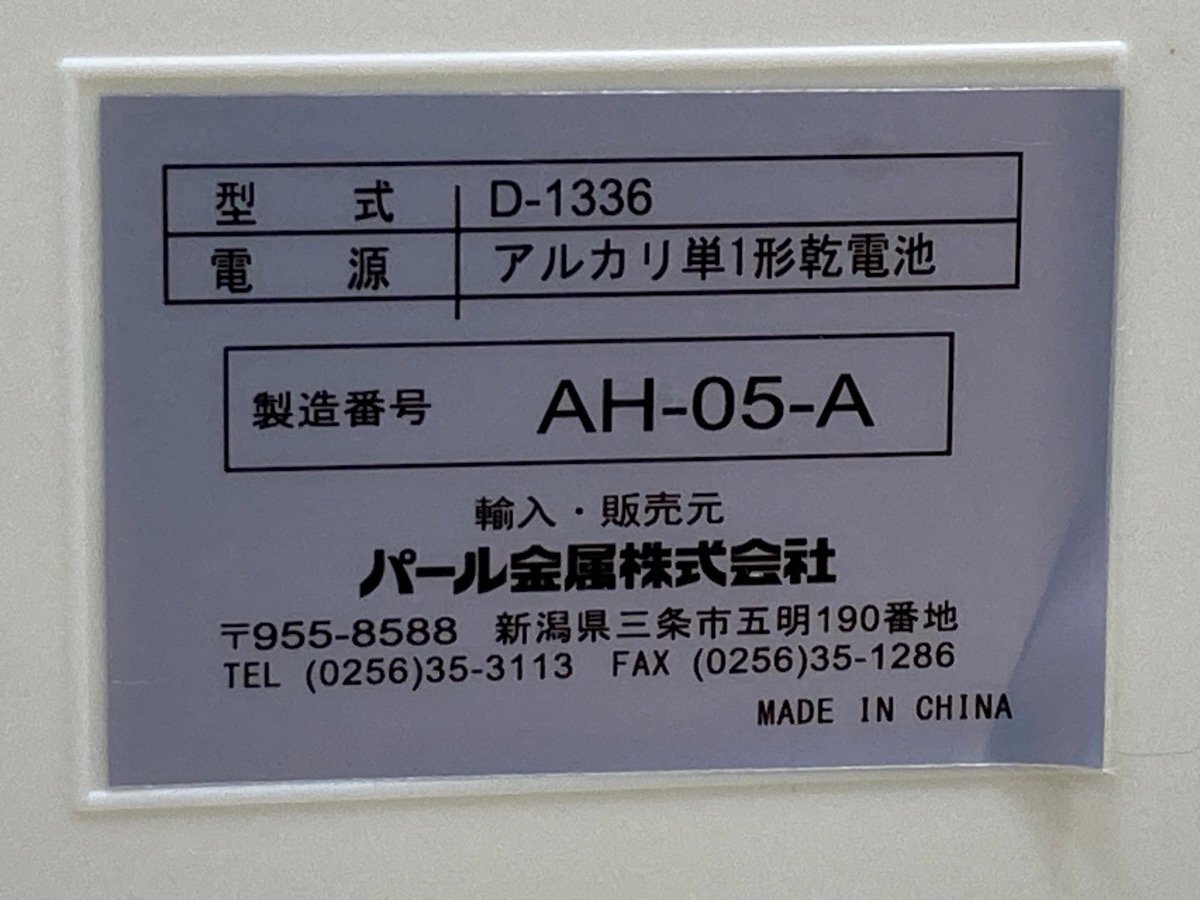 型 式 D-1336
電 源 アルカリ単1形乾電池
製造番号 AH-05-A
輸入・販売元
パール金属株式会社
〒955-8588 新潟県三条市五明190番地
TEL (0256)35-3113 FAX (0256)35-1286
MADE IN CHINA